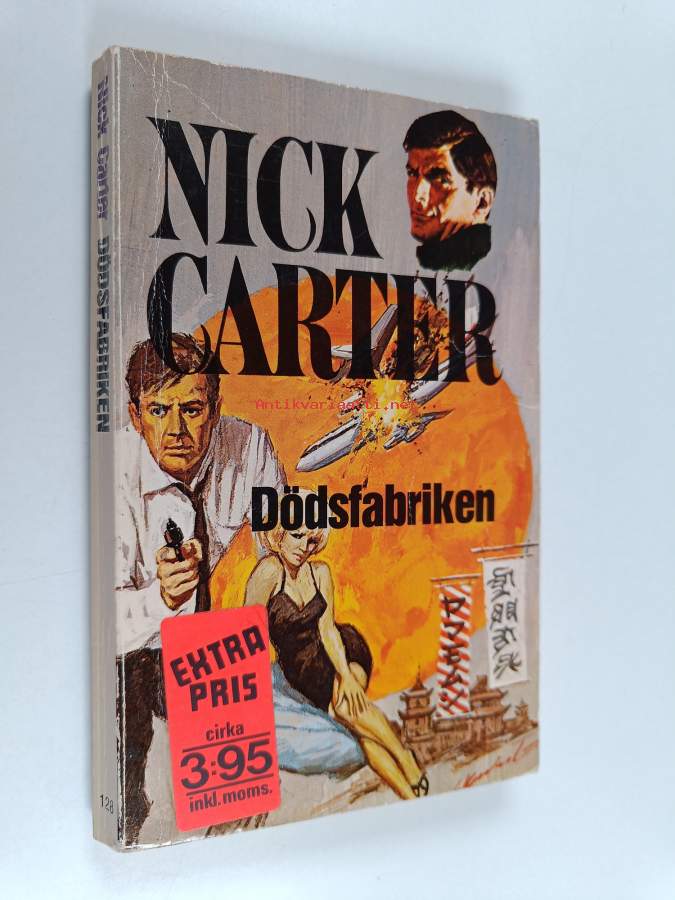 NICK
CARTER
Antikvariaatti.net
Dödsfabriken
EXTRA
PRIS
cirka
3:95
inkl. moms.
Nick Carter DÖDSFABRIKEN
128